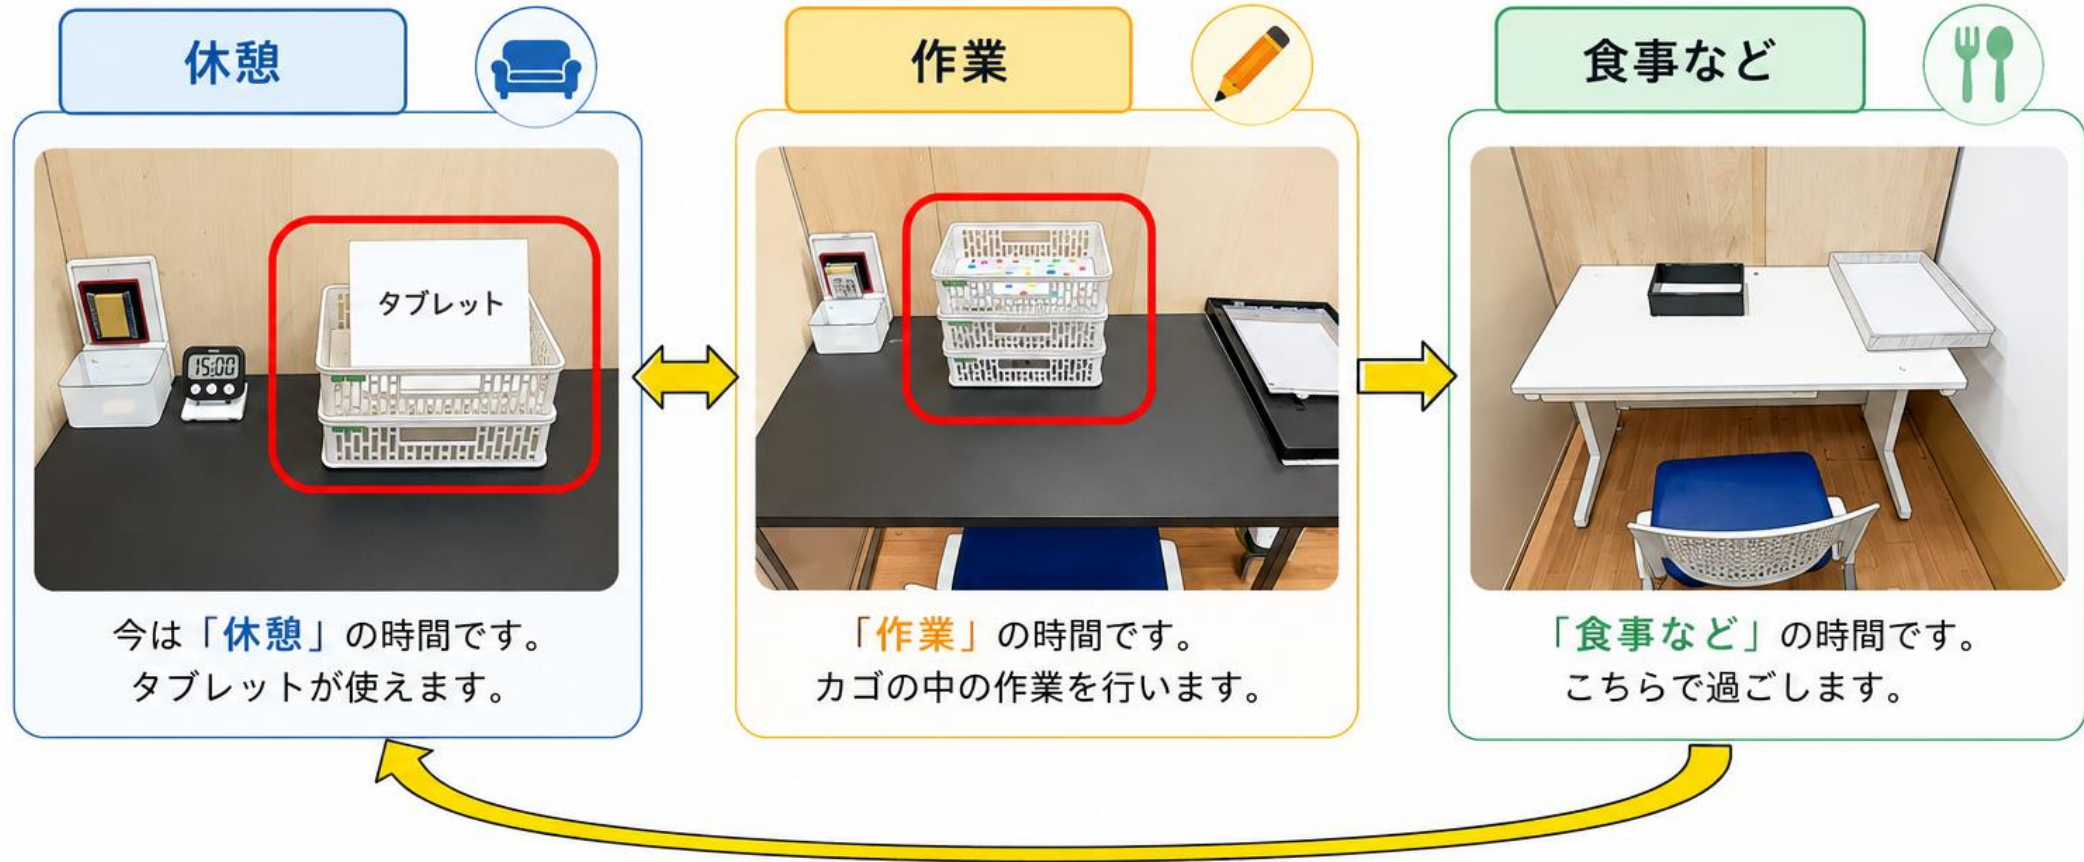 休憩
作業
食事など
タブレット
15:00
今は「休憩」の時間です。
タブレットが使えます。
「作業」の時間です。
カゴの中の作業を行います。
「食事など」の時間です。
こちらで過ごします。